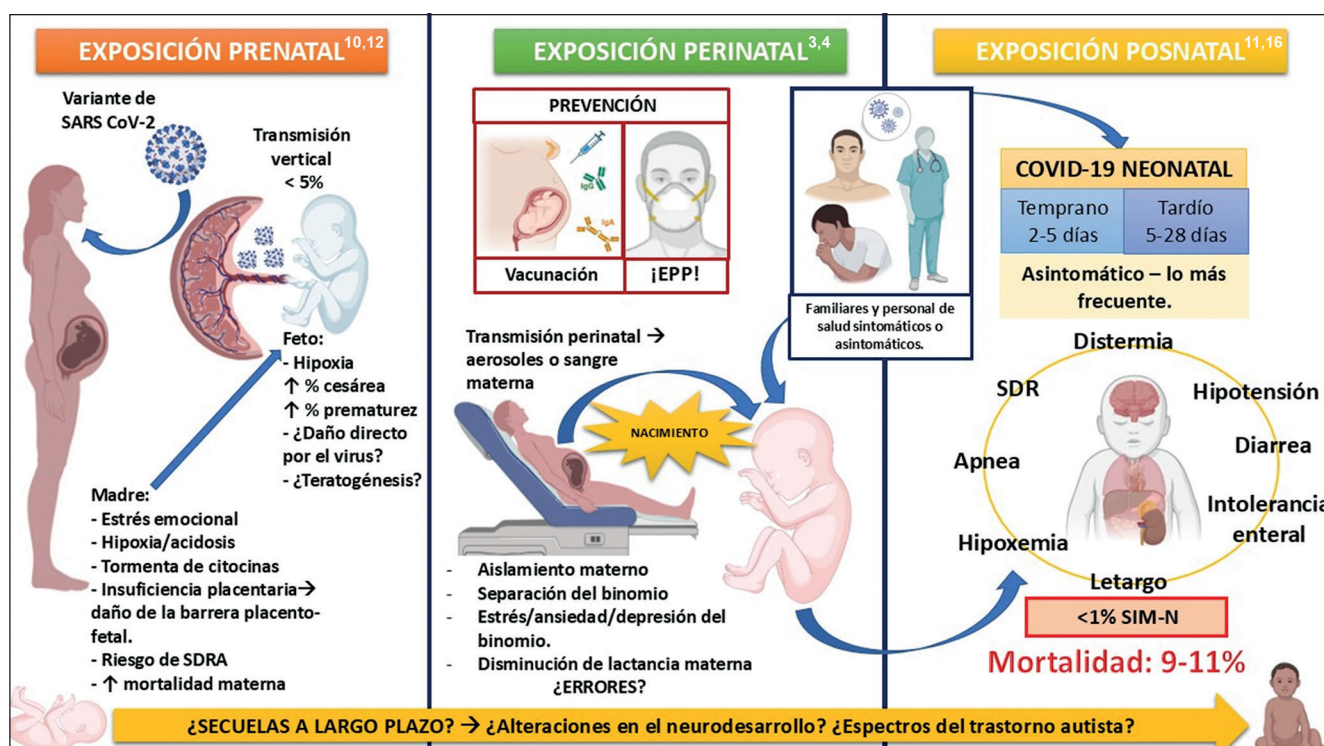 EXPOSICIÓN PRENATAL10,12
Variante de
SARS CoV-2
Transmisión
vertical
< 5%
Feto:
- Hipoxia
↑ % cesárea
↑ % prematurez
- ¿Daño directo
por el virus?
- ¿Teratogénesis?
Madre:
- Estrés emocional
- Hipoxia/acidosis
- Tormenta de citocinas
- Insuficiencia placentaria→
daño de la barrera placento-
fetal.
- Riesgo de SDRA
- ↑ mortalidad materna
EXPOSICIÓN PERINATAL3,4
PREVENCIÓN
IgG
IgA
Vacunación
¡EPP!
Familiares y personal de
salud sintomáticos o
asintomáticos.
Transmisión perinatal →
aerosoles o sangre
materna
NACIMIENTO
- Aislamiento materno
- Separación del binomio
- Estrés/ansiedad/depresión del
binomio.
- Disminución de lactancia materna
¿ERRORES?
EXPOSICIÓN POSNATAL11,16
COVID-19 NEONATAL
Temprano
2-5 días
Tardío
5-28 días
Asintomático – lo más
frecuente.
Distermia
SDR
Hipotensión
Diarrea
Apnea
Intolerancia
enteral
Hipoxemia
Letargo
<1% SIM-N
Mortalidad: 9-11%
¿SECUELAS A LARGO PLAZO? → ¿Alteraciones en el neurodesarrollo? ¿Espectros del trastorno autista?